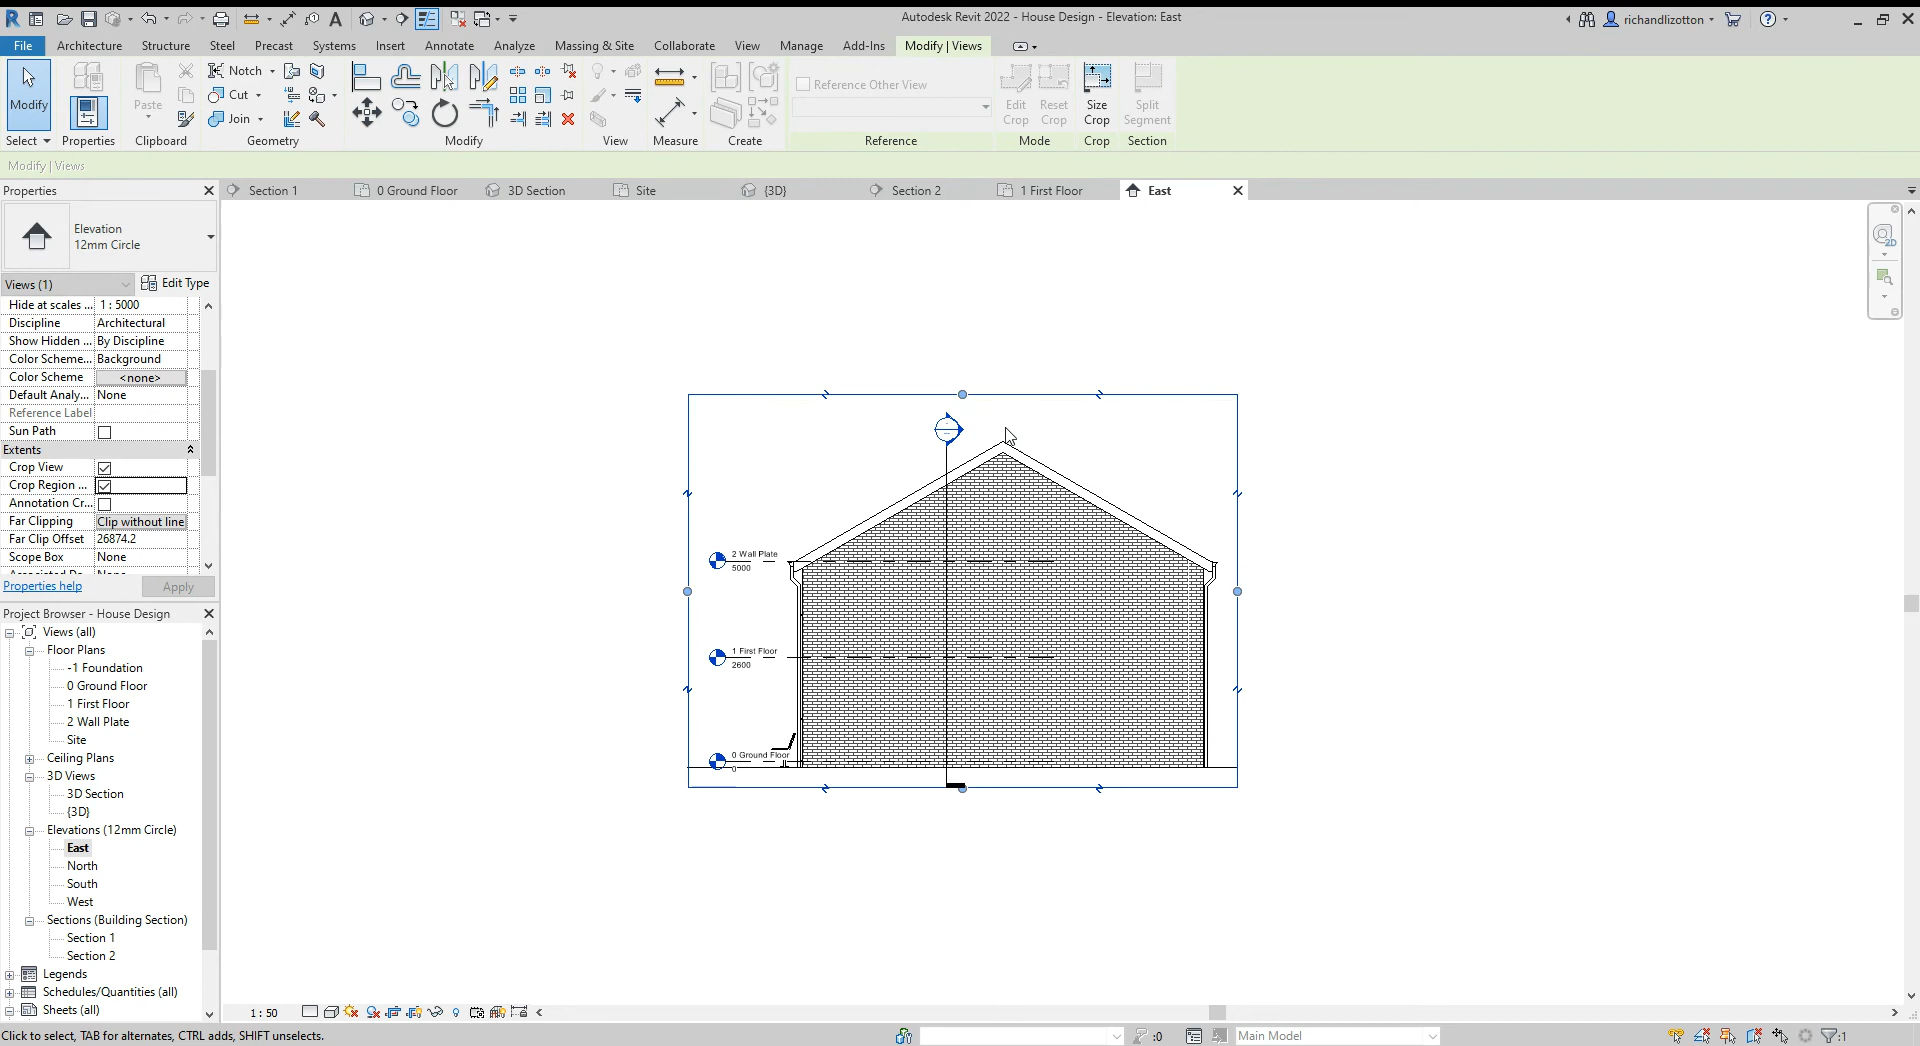 Autodesk Revit 2022 - House Design - Elevation: East
richandlizotton
File Architecture Structure Steel Precast Systems Insert Annotate Analyze Massing & Site Collaborate View Manage Add-Ins Modify | Views
Modify
Paste
Notch
Cut
Join
Reference Other View
Edit Crop
Reset Crop
Size Crop
Split Segment
Select Properties Clipboard Geometry Modify View Measure Create Reference Mode Crop Section
Modify | Views
Properties
Section 1 0 Ground Floor 3D Section Site {3D} Section 2 1 First Floor East
Elevation
12mm Circle
Views (1) Edit Type
Hide at scales ... 1 : 5000
Discipline Architectural
Show Hidden ... By Discipline
Color Scheme... Background
Color Scheme <none>
Default Analy... None
Reference Label
Sun Path
Extents
Crop View
Crop Region ...
Annotation Cr...
Far Clipping Clip without line
Far Clip Offset 26874.2
Scope Box None
Properties help Apply
Project Browser - House Design
Views (all)
Floor Plans
-1 Foundation
0 Ground Floor
1 First Floor
2 Wall Plate
Site
Ceiling Plans
3D Views
3D Section
{3D}
Elevations (12mm Circle)
East
North
South
West
Sections (Building Section)
Section 1
Section 2
Legends
Schedules/Quantities (all)
Sheets (all)
2 Wall Plate
5000
1 First Floor
2600
0 Ground Floor
0
2D
1 : 50
Click to select, TAB for alternates, CTRL adds, SHIFT unselects.
:0
Main Model
:1